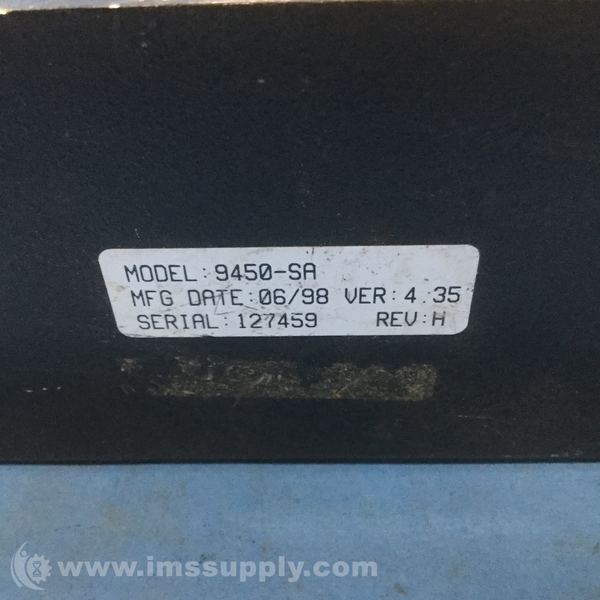 MODEL:9450-SA
MFG DATE:06/98 VER:4.35
SERIAL:127459 REV:H
www.imssupply.com